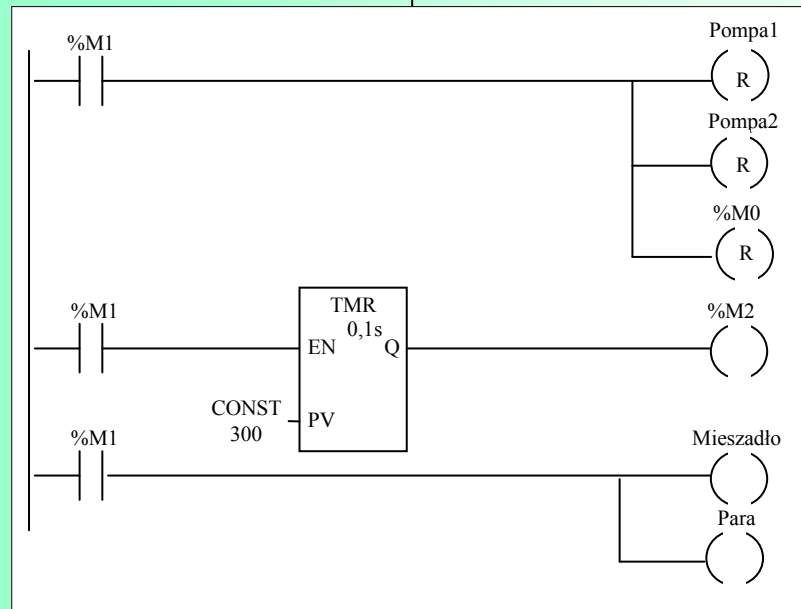 %M1
Pompa1
R
Pompa2
R
%M0
R
%M1
TMR
0,1s
EN Q
%M2
CONST
300
PV
%M1
Mieszadło
Para